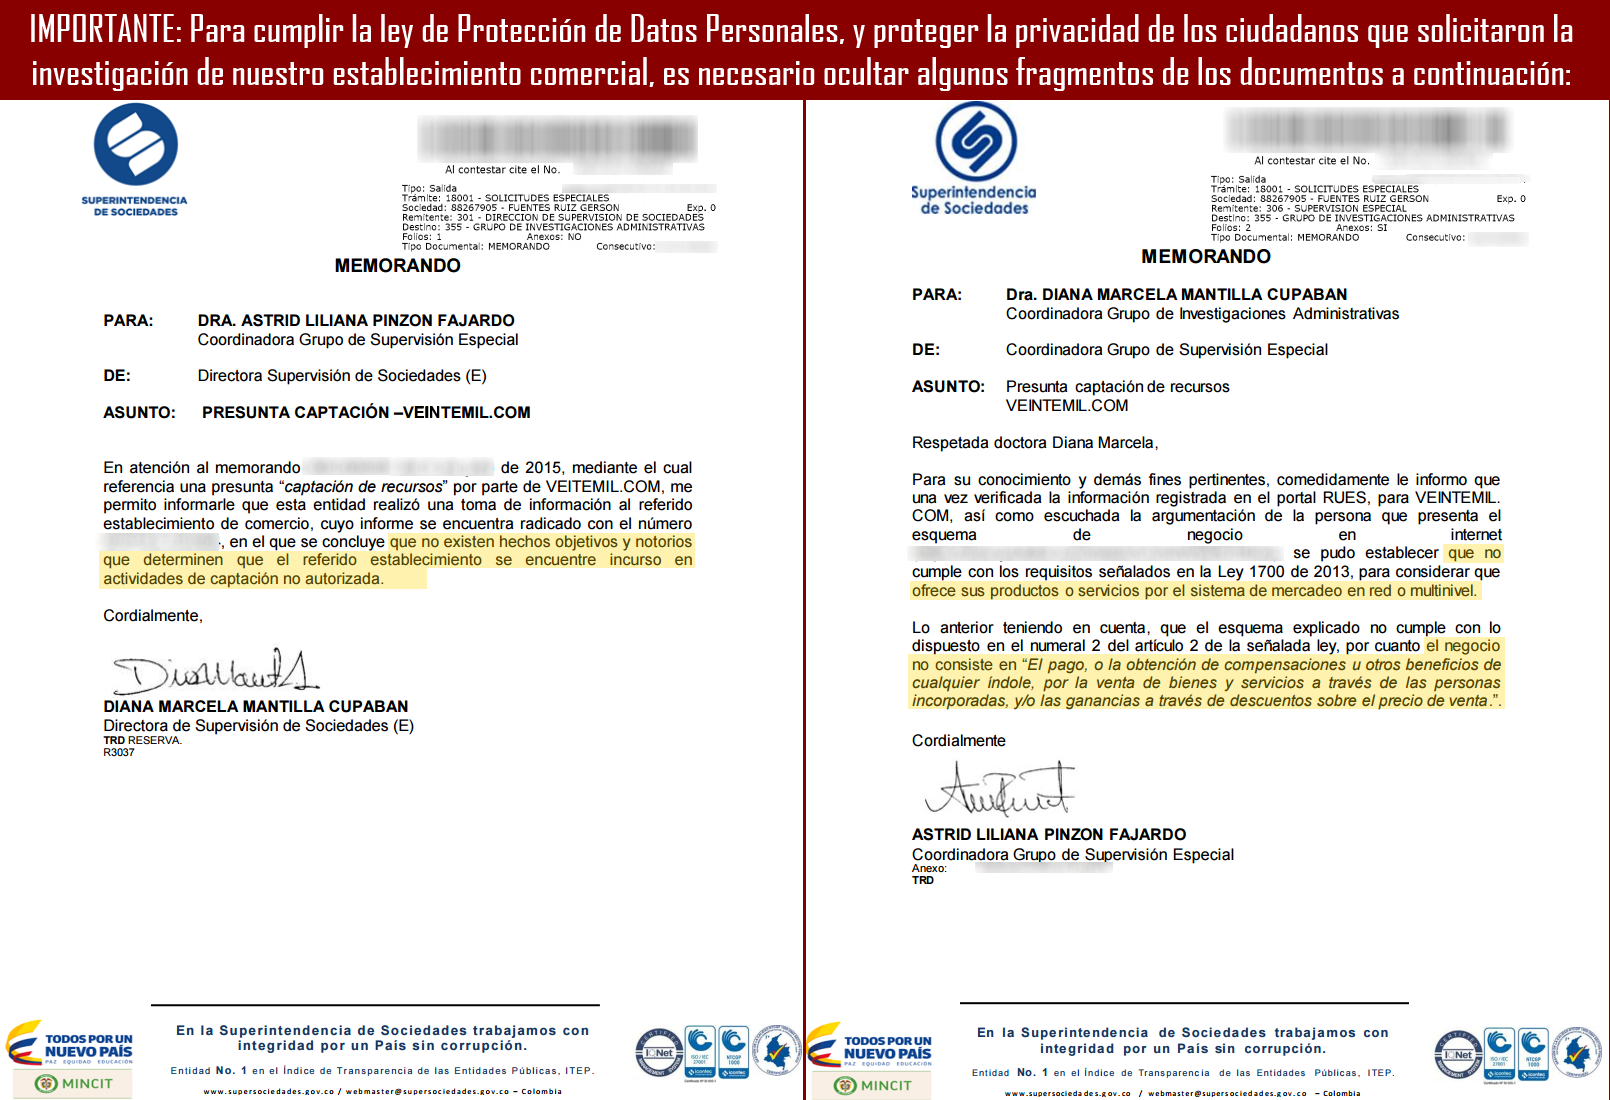 IMPORTANTE: Para cumplir la ley de Protección de Datos Personales, y proteger la privacidad de los ciudadanos que solicitaron la
investigación de nuestro establecimiento comercial, es necesario ocultar algunos fragmentos de los documentos a continuación:
SUPERINTENDENCIA
DE SOCIEDADES
Al contestar cite el No.
Tipo: Salida
Trámite: 18001 - SOLICITUDES ESPECIALES
Sociedad: 88267905 - FUENTES RUIZ GERSON Exp. 0
Remitente: 301 - DIRECCION DE SUPERVISION DE SOCIEDADES
Destino: 355 - GRUPO DE INVESTIGACIONES ADMINISTRATIVAS
Folios: 1 Anexos: NO
Tipo Documental: MEMORANDO Consecutivo:
MEMORANDO
PARA: DRA. ASTRID LILIANA PINZON FAJARDO
Coordinadora Grupo de Supervisión Especial
DE: Directora Supervisión de Sociedades (E)
ASUNTO: PRESUNTA CAPTACIÓN –VEINTEMIL.COM
En atención al memorando de 2015, mediante el cual
referencia una presunta “captación de recursos” por parte de VEITEMIL.COM, me
permito informarle que esta entidad realizó una toma de información al referido
establecimiento de comercio, cuyo informe se encuentra radicado con el número
, en el que se concluye que no existen hechos objetivos y notorios
que determinen que el referido establecimiento se encuentre incurso en
actividades de captación no autorizada.
Cordialmente,
DIANA MARCELA MANTILLA CUPABAN
Directora de Supervisión de Sociedades (E)
TRD RESERVA.
R3037
En la Superintendencia de Sociedades trabajamos con
integridad por un País sin corrupción.
Entidad No. 1 en el Índice de Transparencia de las Entidades Públicas, ITEP.
www.supersociedades.gov.co / webmaster@supersociedades.gov.co – Colombia
TODOS POR UN
NUEVO PAÍS
PAZ EQUIDAD EDUCACIÓN
MINCIT
IQNet
ISO / IEC
27001
icontec
NTCGP
1000
icontec
Superintendencia
de Sociedades
Al contestar cite el No.
Tipo: Salida
Trámite: 18001 - SOLICITUDES ESPECIALES
Sociedad: 88267905 - FUENTES RUIZ GERSON Exp. 0
Remitente: 306 - SUPERVISION ESPECIAL
Destino: 355 - GRUPO DE INVESTIGACIONES ADMINISTRATIVAS
Folios: 2 Anexos: SI
Tipo Documental: MEMORANDO Consecutivo:
MEMORANDO
PARA: Dra. DIANA MARCELA MANTILLA CUPABAN
Coordinadora Grupo de Investigaciones Administrativas
DE: Coordinadora Grupo de Supervisión Especial
ASUNTO: Presunta captación de recursos
VEINTEMIL.COM
Respetada doctora Diana Marcela,
Para su conocimiento y demás fines pertinentes, comedidamente le informo que
una vez verificada la información registrada en el portal RUES, para VEINTEMIL.
COM, así como escuchada la argumentación de la persona que presenta el
esquema de negocio en internet
se pudo establecer que no
cumple con los requisitos señalados en la Ley 1700 de 2013, para considerar que
ofrece sus productos o servicios por el sistema de mercadeo en red o multinivel.
Lo anterior teniendo en cuenta, que el esquema explicado no cumple con lo
dispuesto en el numeral 2 del artículo 2 de la señalada ley, por cuanto el negocio
no consiste en “El pago, o la obtención de compensaciones u otros beneficios de
cualquier índole, por la venta de bienes y servicios a través de las personas
incorporadas, y/o las ganancias a través de descuentos sobre el precio de venta.”.
Cordialmente
ASTRID LILIANA PINZON FAJARDO
Coordinadora Grupo de Supervisión Especial
Anexo:
TRD
En la Superintendencia de Sociedades trabajamos con
integridad por un País sin corrupción.
Entidad No. 1 en el Índice de Transparencia de las Entidades Públicas, ITEP.
www.supersociedades.gov.co / webmaster@supersociedades.gov.co – Colombia
TODOS POR UN
NUEVO PAÍS
PAZ EQUIDAD EDUCACIÓN
MINCIT
IQNet
ISO / IEC
27001
icontec
NTCGP
1000
icontec